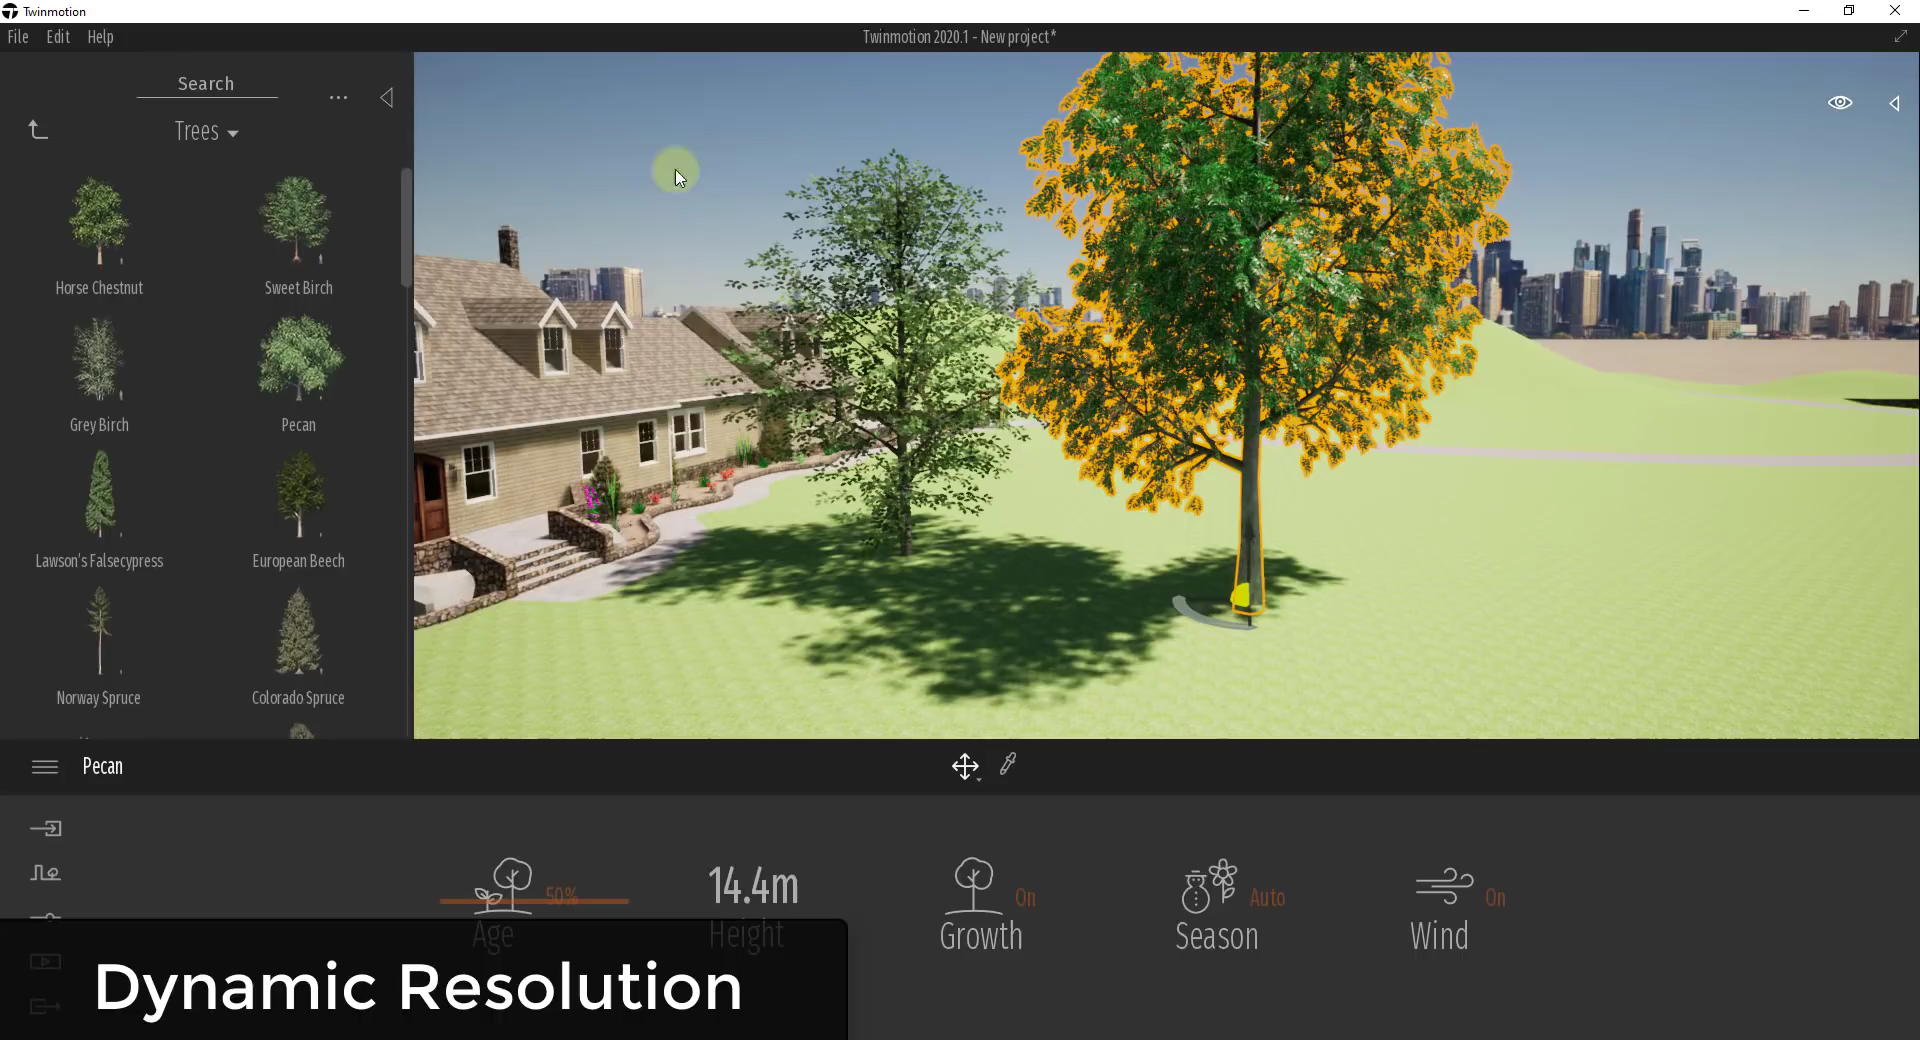 Twinmotion
File Edit Help
Twinmotion 2020.1 - New project*
Search
...
Trees
Horse Chestnut
Sweet Birch
Grey Birch
Pecan
Lawson's Falsecypress
European Beech
Norway Spruce
Colorado Spruce
Pecan
50%
Age
14.4m
Height
On
Growth
Auto
Season
On
Wind
Dynamic Resolution